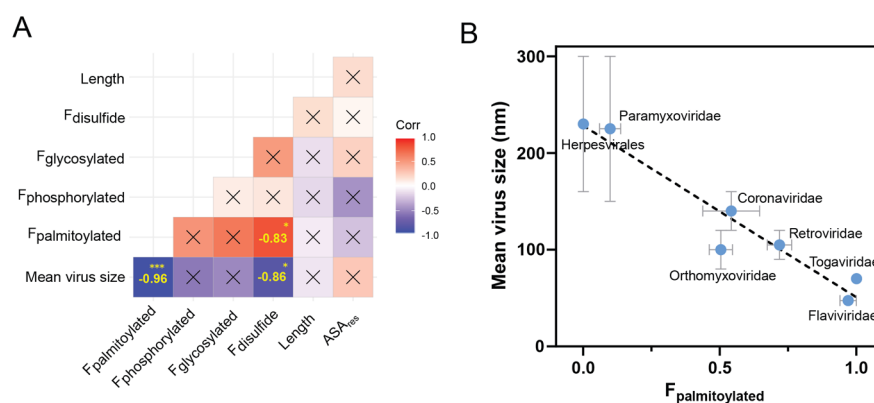 A
Length
Fdisulfide
Fglycosylated
Fphosphorylated
Fpalmitoylated
Mean virus size
*
-0.83
***
-0.96
*
-0.86
Fpalmitoylated
Fphosphorylated
Fglycosylated
Fdisulfide
Length
ASAres
Corr
1.0
0.5
0.0
-0.5
-1.0
B
Mean virus size (nm)
300
200
100
0
Paramyxoviridae
Herpesvirales
Coronaviridae
Retroviridae
Orthomyxoviridae
Togaviridae
Flaviviridae
0.0
0.5
1.0
Fpalmitoylated